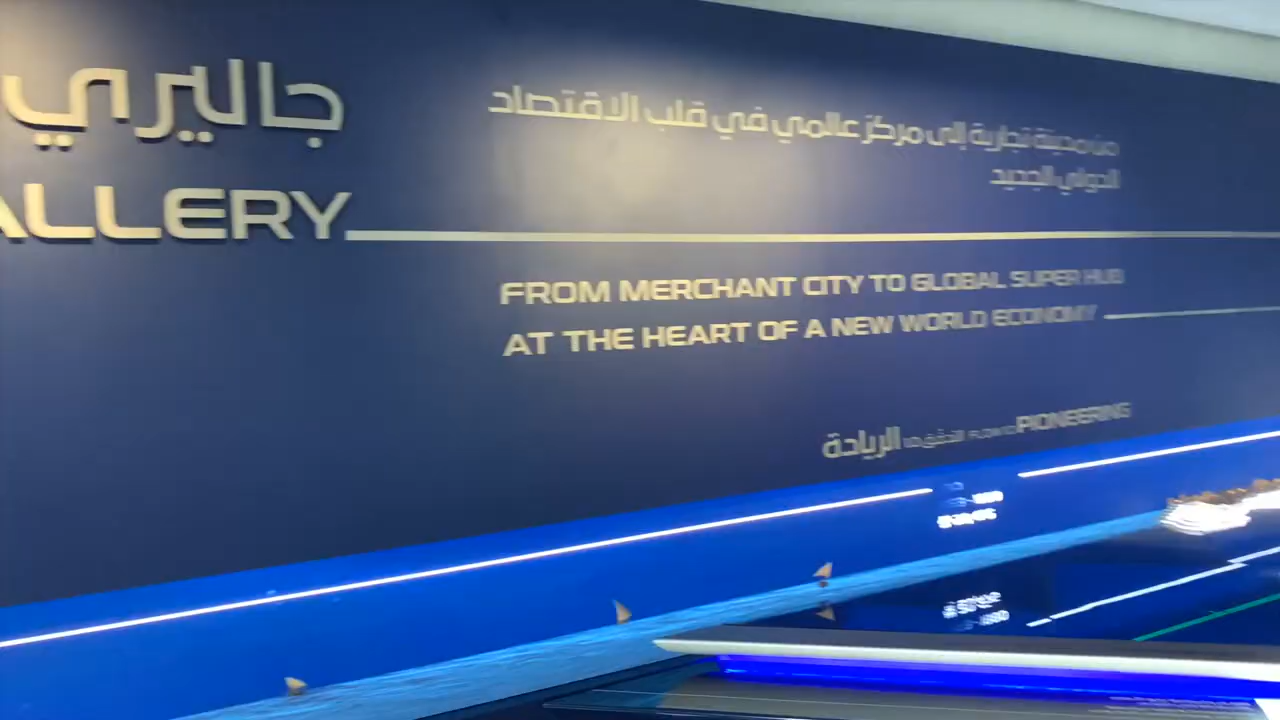 جاليري
ALLERY
من مدينة تجارية إلى مركز عالمي في قلب الاقتصاد
الدولي الجديد
FROM MERCHANT CITY TO GLOBAL SUPER HUB
AT THE HEART OF A NEW WORLD ECONOMY
الريادة PIONEERING